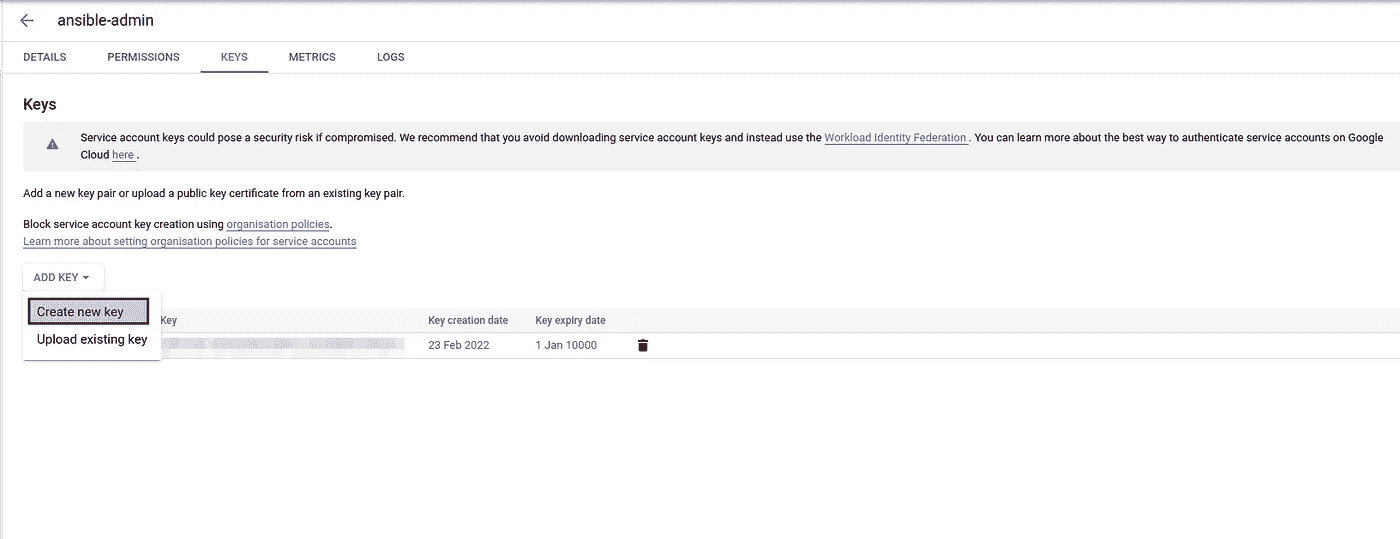 ansible-admin
DETAILS PERMISSIONS KEYS METRICS LOGS
Keys
Service account keys could pose a security risk if compromised. We recommend that you avoid downloading service account keys and instead use the Workload Identity Federation . You can learn more about the best way to authenticate service accounts on Google
Cloud here .
Add a new key pair or upload a public key certificate from an existing key pair.
Block service account key creation using organisation policies.
Learn more about setting organisation policies for service accounts
ADD KEY
Create new key
Upload existing key
Key Key creation date Key expiry date
23 Feb 2022 1 Jan 10000